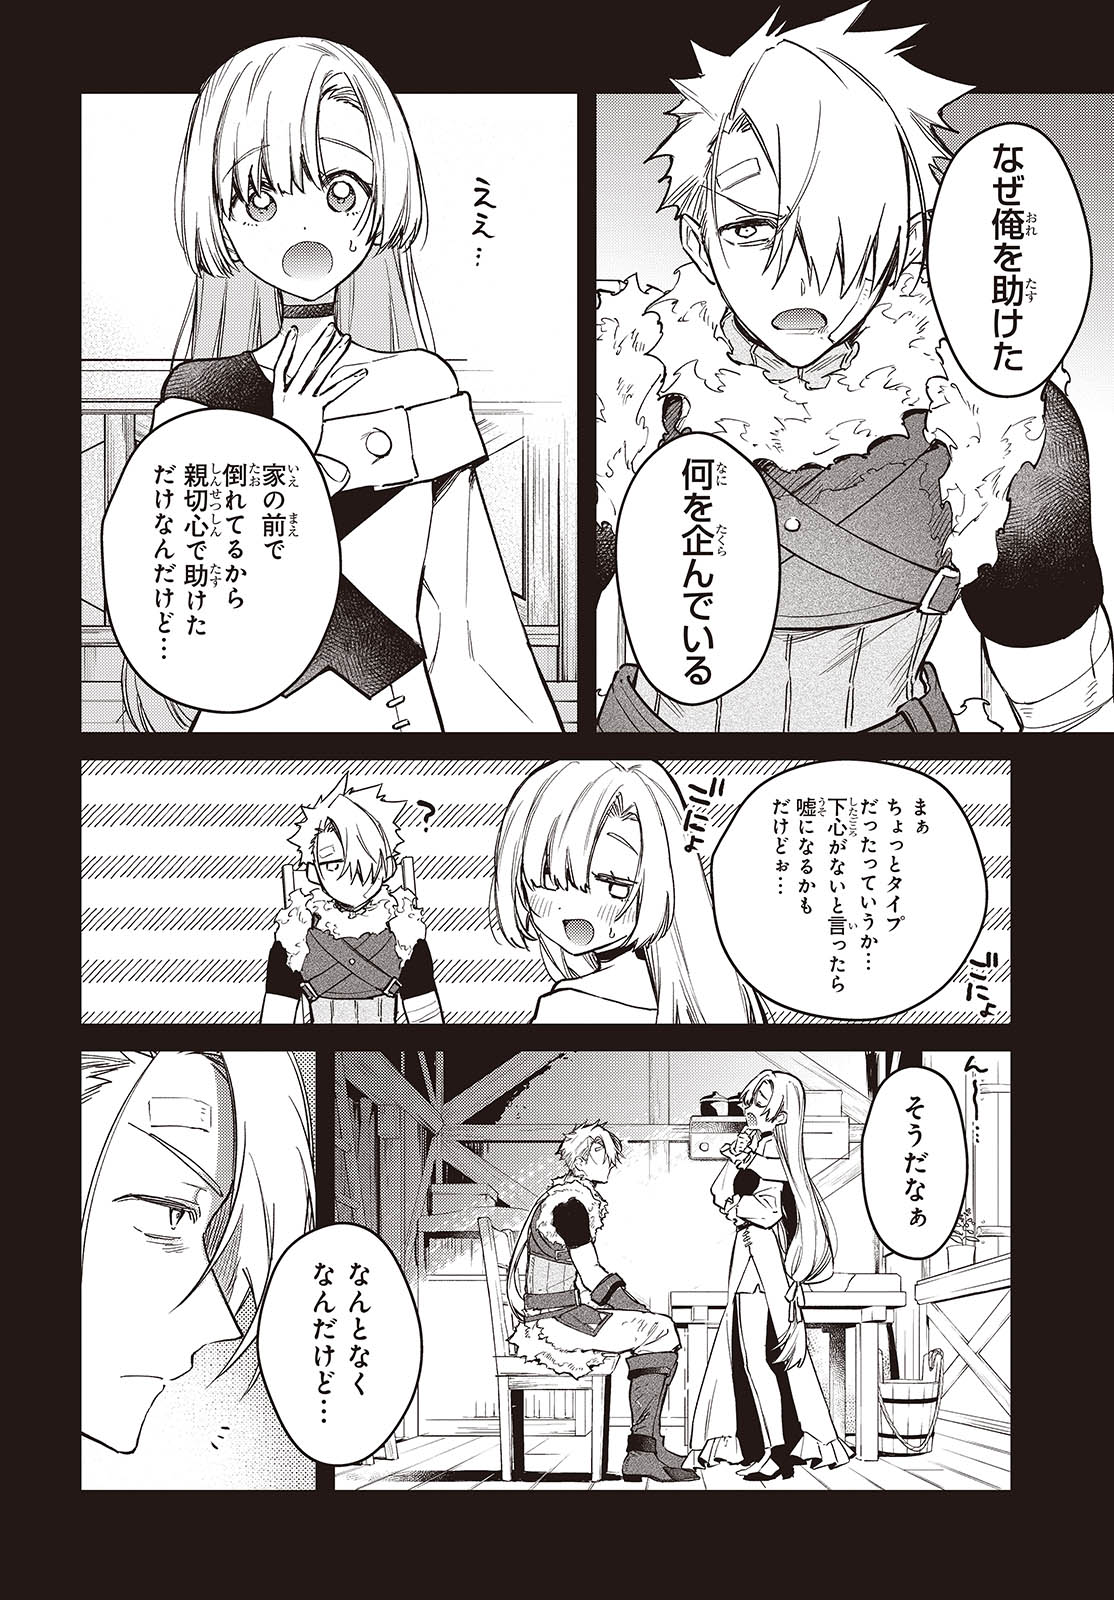 なぜ俺を助けた
何を企んでいる
ええ…
家の前で
倒れてるから
親切心で助けた
だけなんだけど…
まぁ
ちょっとタイプ
だったっていうか…
下心がないと言ったら
嘘になるかも
だけどぉ…
ごにょ
ごにょ
?
ん～…
そうだなぁ
なんとなく
なんだけど…